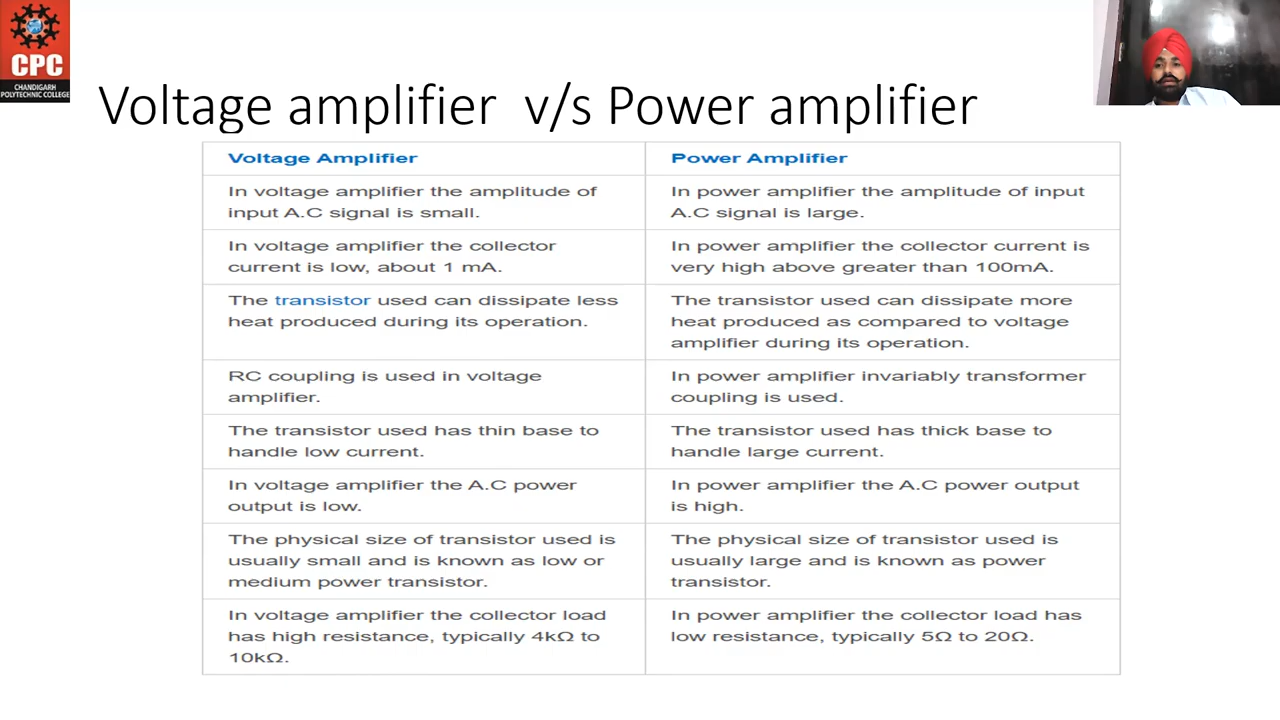 CPC
CHANDIGARH
POLYTECHNIC COLLEGE
Voltage amplifier v/s Power amplifier
Voltage Amplifier
Power Amplifier
In voltage amplifier the amplitude of
input A.C signal is small.
In power amplifier the amplitude of input
A.C signal is large.
In voltage amplifier the collector
current is low, about 1 mA.
In power amplifier the collector current is
very high above greater than 100mA.
The transistor used can dissipate less
heat produced during its operation.
The transistor used can dissipate more
heat produced as compared to voltage
amplifier during its operation.
RC coupling is used in voltage
amplifier.
In power amplifier invariably transformer
coupling is used.
The transistor used has thin base to
handle low current.
The transistor used has thick base to
handle large current.
In voltage amplifier the A.C power
output is low.
In power amplifier the A.C power output
is high.
The physical size of transistor used is
usually small and is known as low or
medium power transistor.
The physical size of transistor used is
usually large and is known as power
transistor.
In voltage amplifier the collector load
has high resistance, typically 4kΩ to
10kΩ.
In power amplifier the collector load has
low resistance, typically 5Ω to 20Ω.